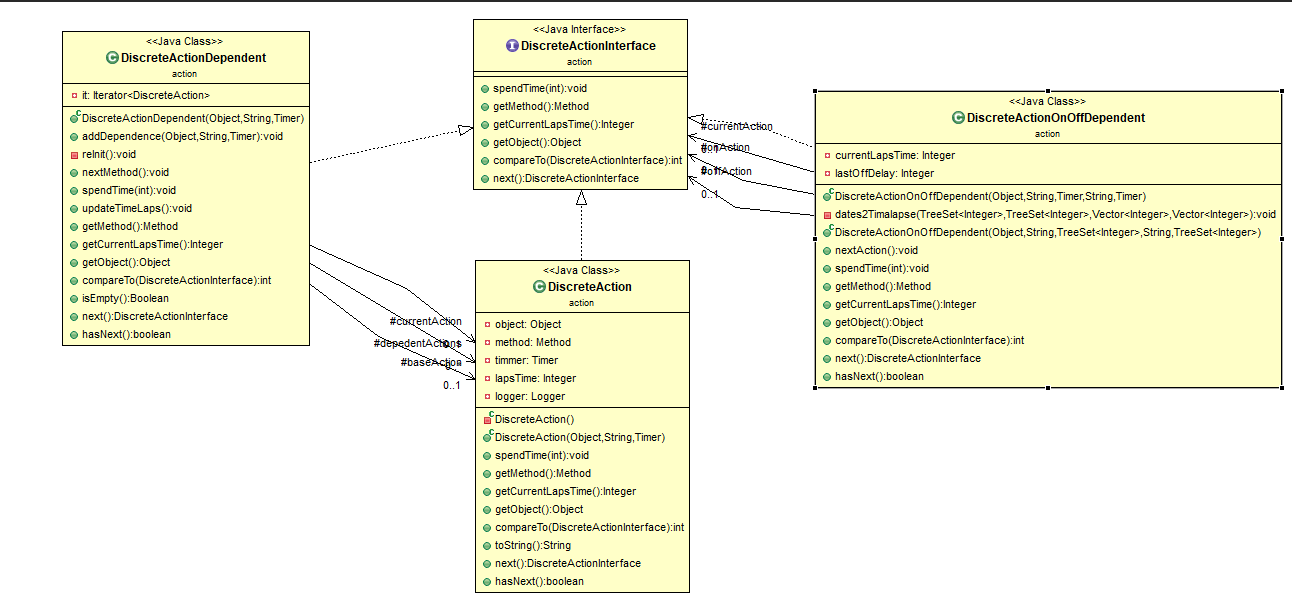 <<Java Class>>
DiscreteActionDependent
action
it: Iterator<DiscreteAction>
DiscreteActionDependent(Object,String,Timer)
addDependence(Object,String,Timer):void
reInit():void
nextMethod():void
spendTime(int):void
updateTimeLaps():void
getMethod():Method
getCurrentLapsTime():Integer
getObject():Object
compareTo(DiscreteActionInterface):int
isEmpty():Boolean
next():DiscreteActionInterface
hasNext():boolean
<<Java Interface>>
DiscreteActionInterface
action
spendTime(int):void
getMethod():Method
getCurrentLapsTime():Integer
getObject():Object
compareTo(DiscreteActionInterface):int
next():DiscreteActionInterface
#currentAction
0..1
#onAction
0..1
#offAction
0..1
<<Java Class>>
DiscreteActionOnOffDependent
action
currentLapsTime: Integer
lastOffDelay: Integer
DiscreteActionOnOffDependent(Object,String,Timer,String,Timer)
dates2Timalapse(TreeSet<Integer>,TreeSet<Integer>,Vector<Integer>,Vector<Integer>):void
DiscreteActionOnOffDependent(Object,String,TreeSet<Integer>,String,TreeSet<Integer>)
nextAction():void
spendTime(int):void
getMethod():Method
getCurrentLapsTime():Integer
getObject():Object
compareTo(DiscreteActionInterface):int
next():DiscreteActionInterface
hasNext():boolean
#currentAction
0..1
#depedentActions
#baseAction
0..1
<<Java Class>>
DiscreteAction
action
object: Object
method: Method
timmer: Timer
lapsTime: Integer
logger: Logger
DiscreteAction()
DiscreteAction(Object,String,Timer)
spendTime(int):void
getMethod():Method
getCurrentLapsTime():Integer
getObject():Object
compareTo(DiscreteActionInterface):int
toString():String
next():DiscreteActionInterface
hasNext():boolean